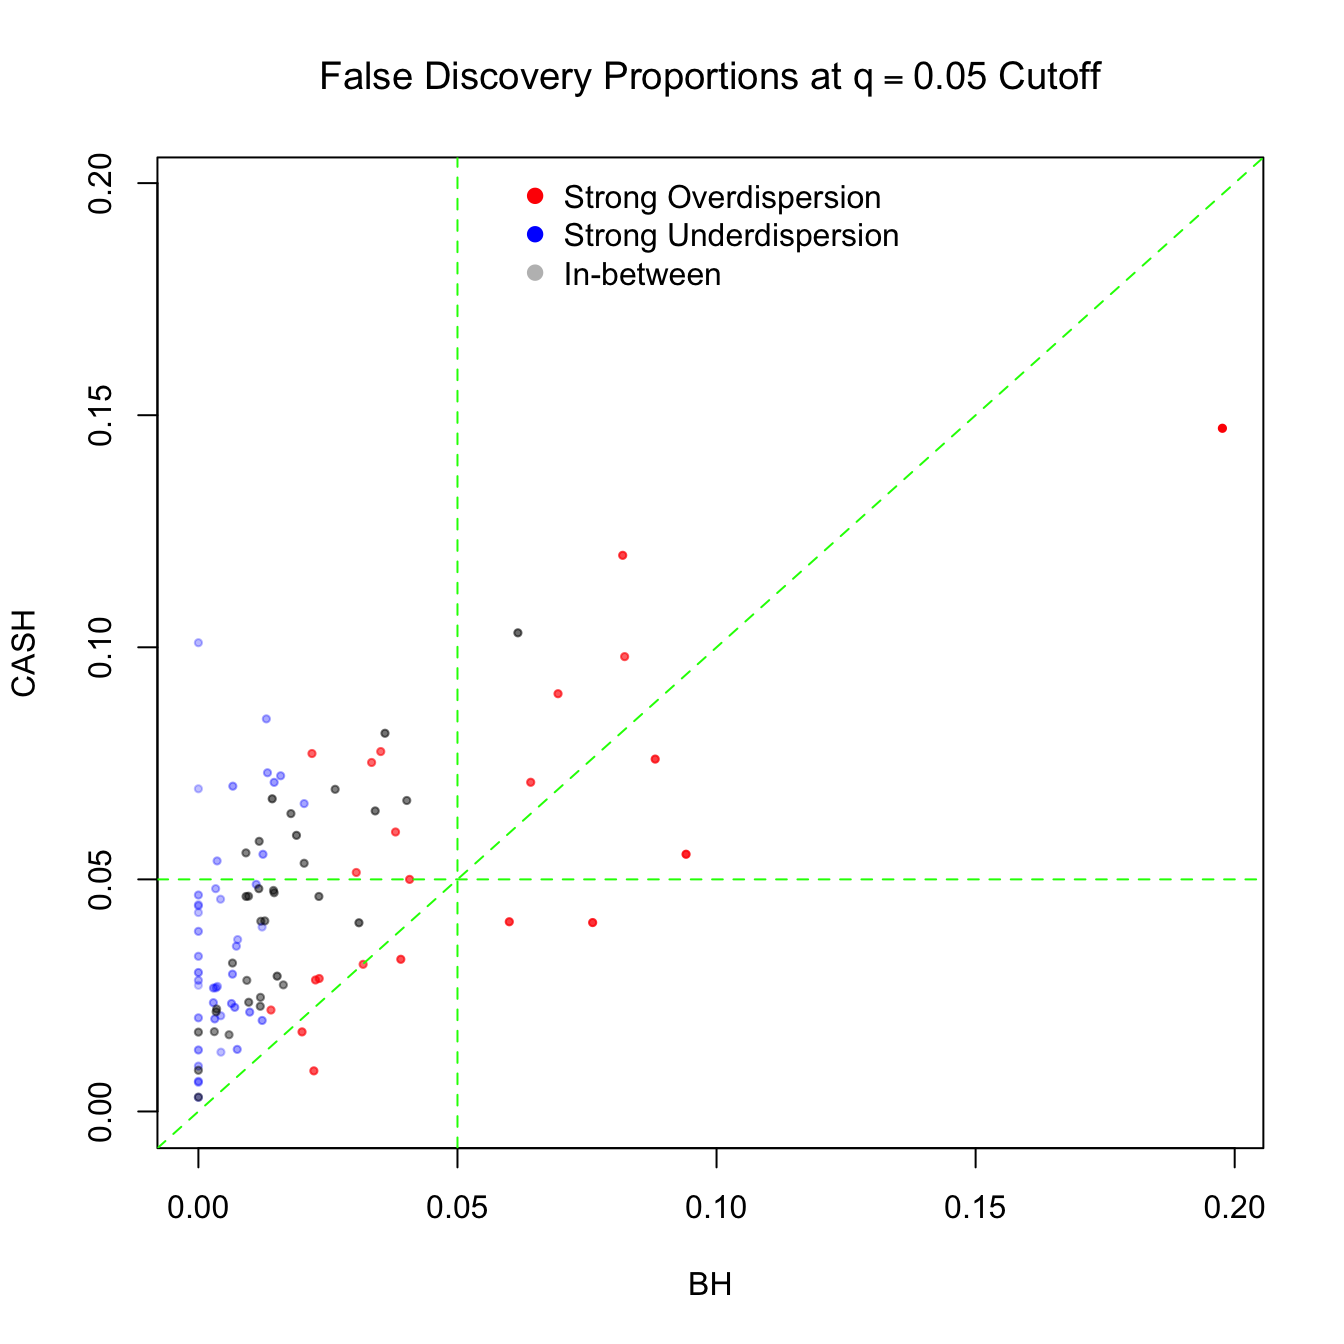 False Discovery Proportions at q = 0.05 Cutoff
Strong Overdispersion
Strong Underdispersion
In-between
CASH
0.20
0.15
0.10
0.05
0.00
0.00 0.05 0.10 0.15 0.20
BH